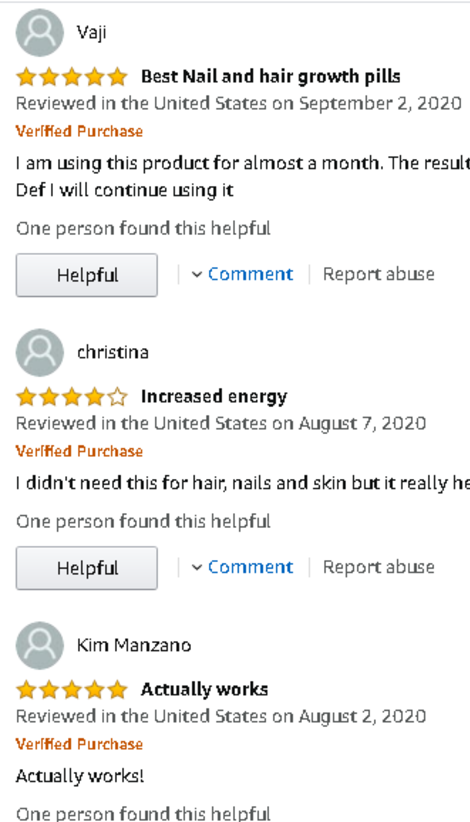 Vaji
Best Nail and hair growth pills
Reviewed in the United States on September 2, 2020
Verified Purchase
I am using this product for almost a month. The result
Def I will continue using it
One person found this helpful
Helpful
Comment
Report abuse
christina
Increased energy
Reviewed in the United States on August 7, 2020
Verified Purchase
I didn't need this for hair, nails and skin but it really he
One person found this helpful
Helpful
Comment
Report abuse
Kim Manzano
Actually works
Reviewed in the United States on August 2, 2020
Verified Purchase
Actually works!
One person found this helpful